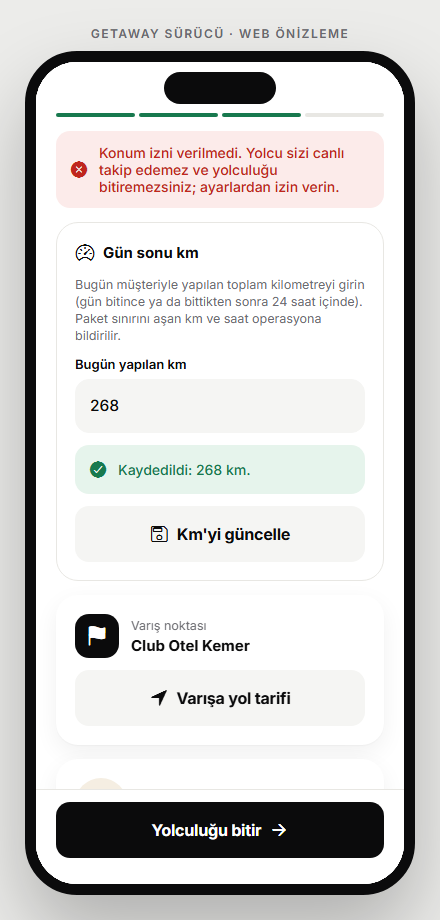 GETAWAY SÜRÜCÜ · WEB ÖNİZLEME
Konum izni verilmedi. Yolcu sizi canlı
takip edemez ve yolculuğu
bitiremezsiniz; ayarlardan izin verin.
Gün sonu km
Bugün müşteriyle yapılan toplam kilometreyi girin
(gün bitince ya da bittikten sonra 24 saat içinde).
Paket sınırını aşan km ve saat operasyona
bildirilir.
Bugün yapılan km
268
Kaydedildi: 268 km.
Km'yi güncelle
Varış noktası
Club Otel Kemer
Varışa yol tarifi
Yolculuğu bitir